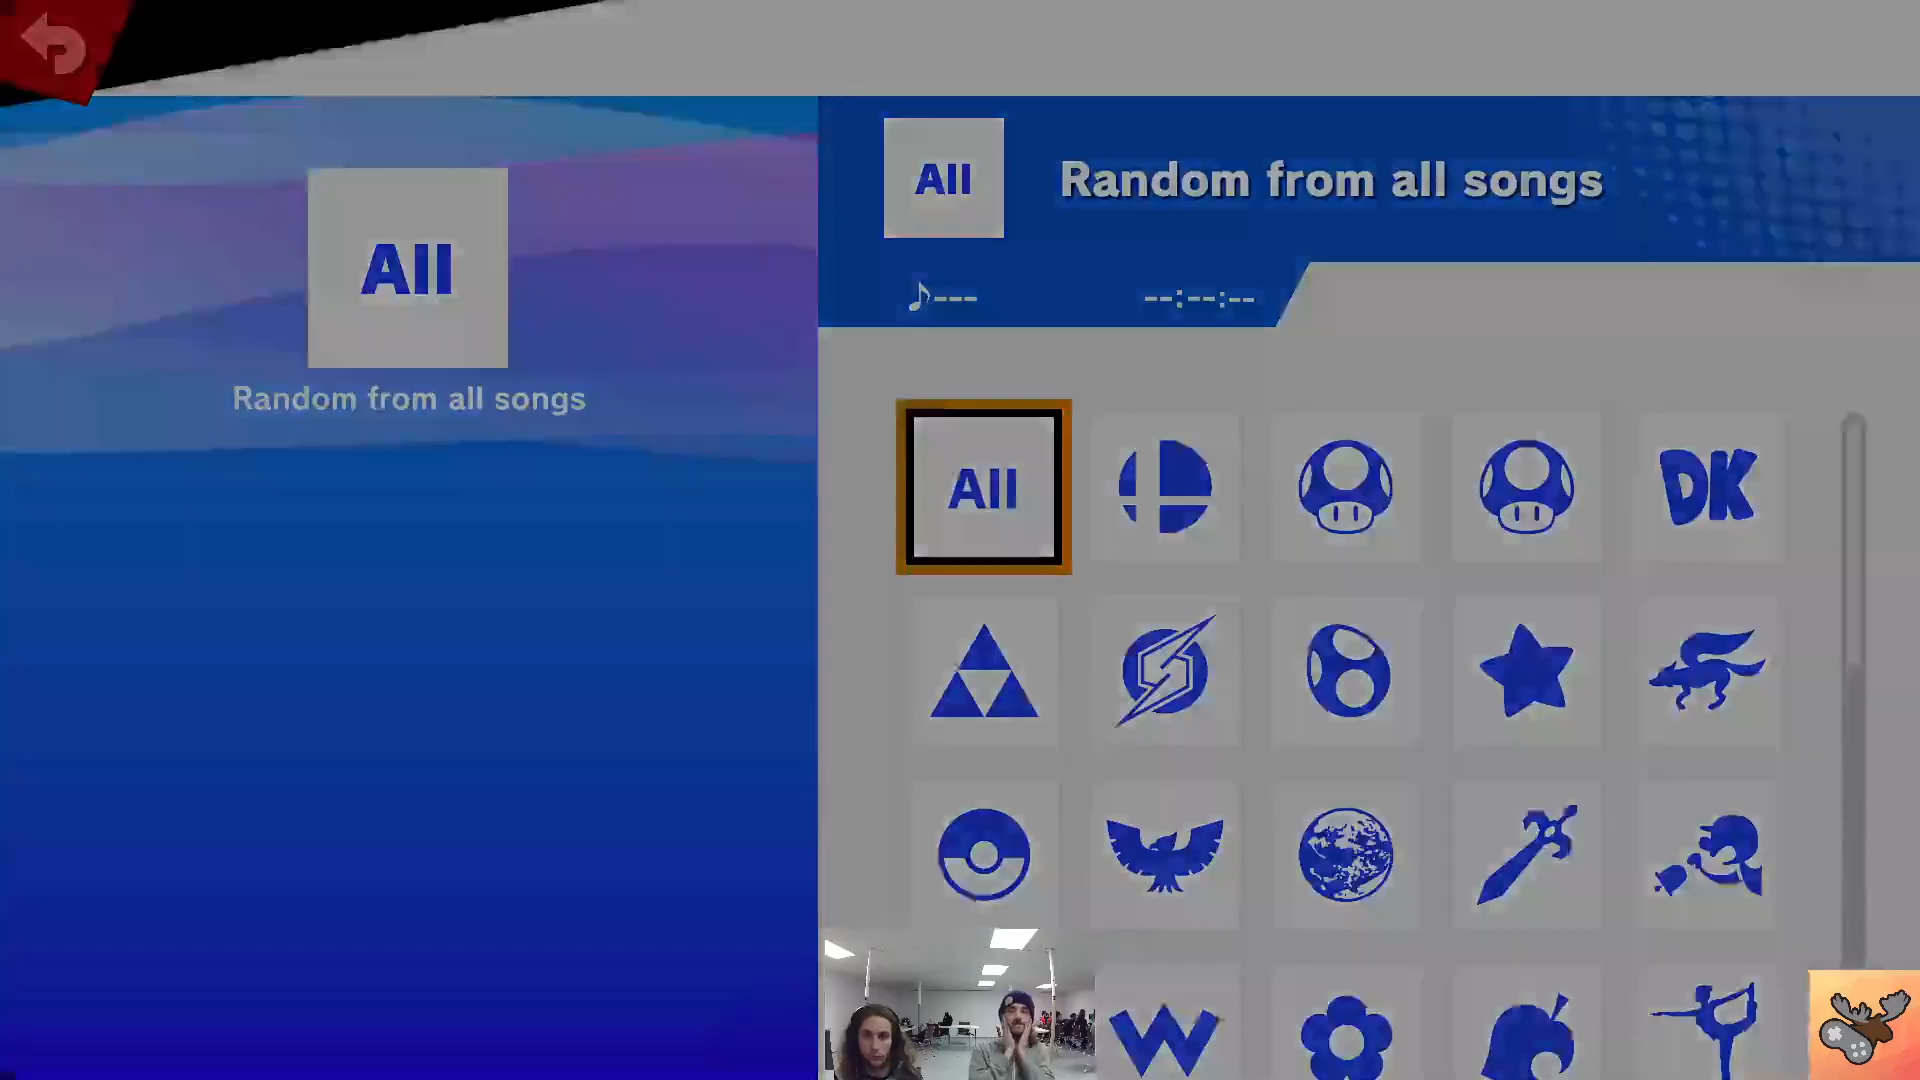 All
Random from all songs
All
Random from all songs
♪---
--:--:--
All
DK